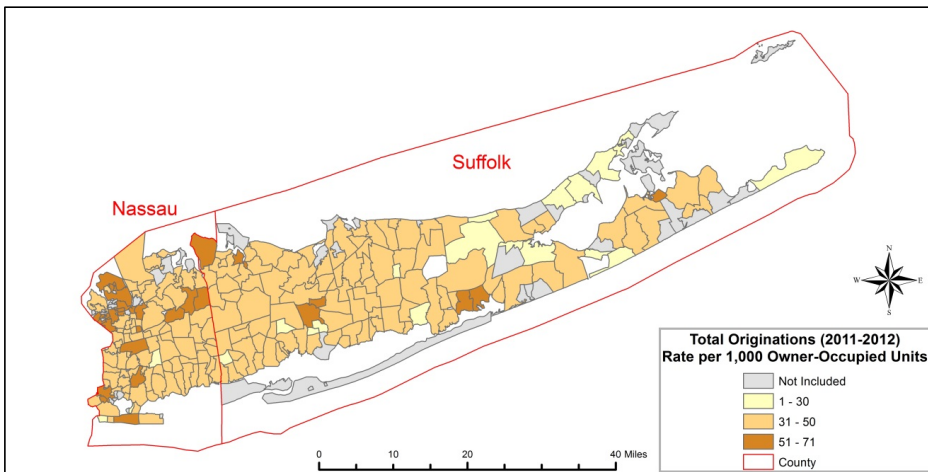 Suffolk
Nassau
N
W E
S
Total Originations (2011-2012)
Rate per 1,000 Owner-Occupied Units
Not Included
1 - 30
31 - 50
51 - 71
County
0 20 40 Miles